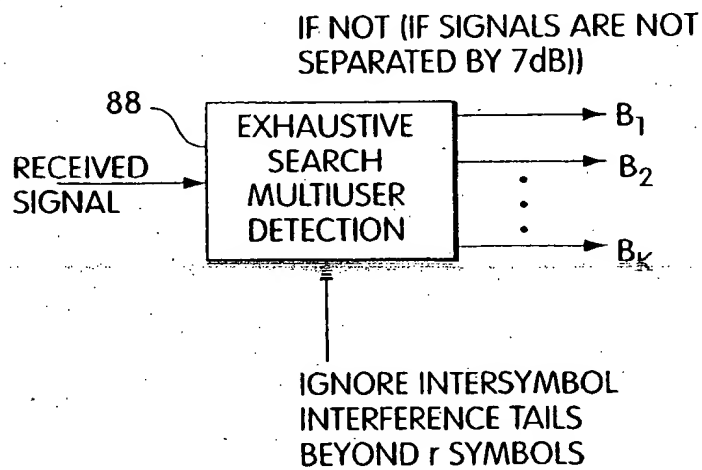 IF NOT (IF SIGNALS ARE NOT
SEPARATED BY 7dB))
88
EXHAUSTIVE
SEARCH
MULTIUSER
DETECTION
RECEIVED
SIGNAL
B1
B2
BK
IGNORE INTERSYMBOL
INTERFERENCE TAILS
BEYOND r SYMBOLS